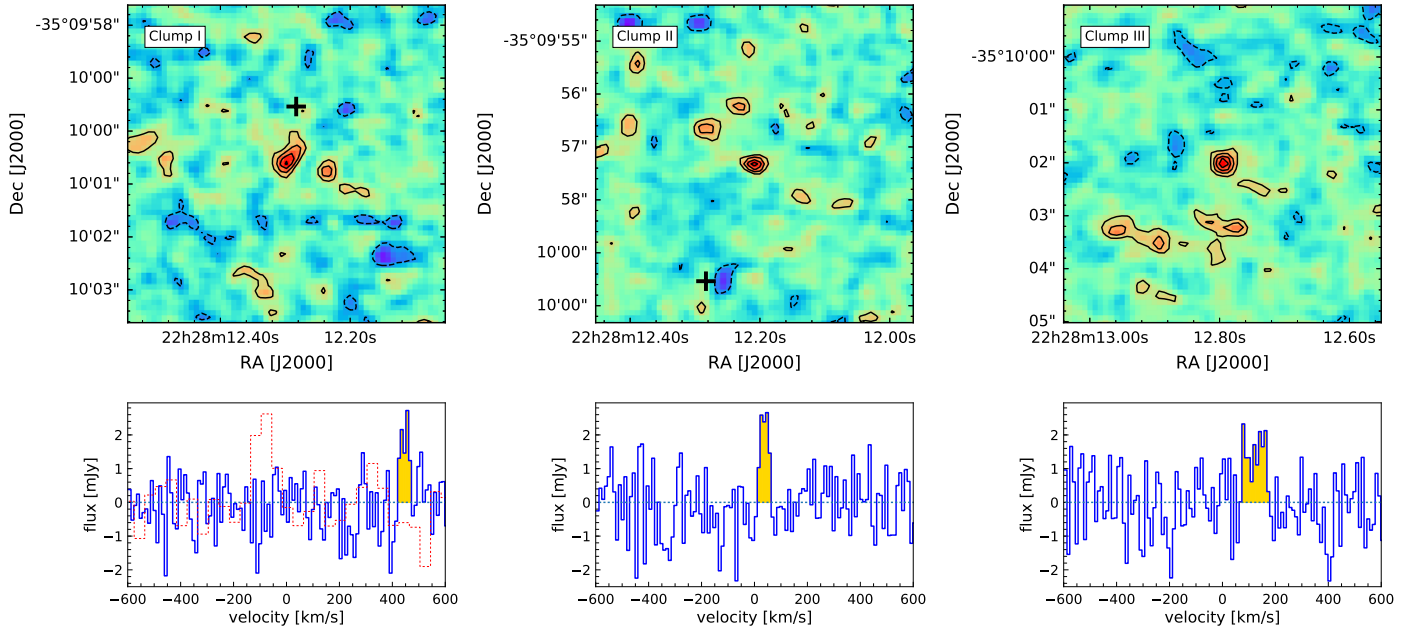 Clump I
-35°09'58"
10'00"
10'00"
10'01"
10'02"
10'03"
Dec [J2000]
22h28m12.40s
12.20s
RA [J2000]
Clump II
-35°09'55"
56"
57"
58"
10'00"
10'00"
Dec [J2000]
12.40s
12.20s
12.00s
RA [J2000]
Clump III
-35°10'00"
01"
02"
03"
04"
05"
Dec [J2000]
22h28m13.00s
12.80s
12.60s
RA [J2000]
flux [mJy]
2
1
0
−1
−2
−600 −400 −200 0 200 400 600
velocity [km/s]
flux [mJy]
2
1
0
−1
−2
−600 −400 −200 0 200 400 600
velocity [km/s]
flux [mJy]
2
1
0
−1
−2
−600 −400 −200 0 200 400 600
velocity [km/s]